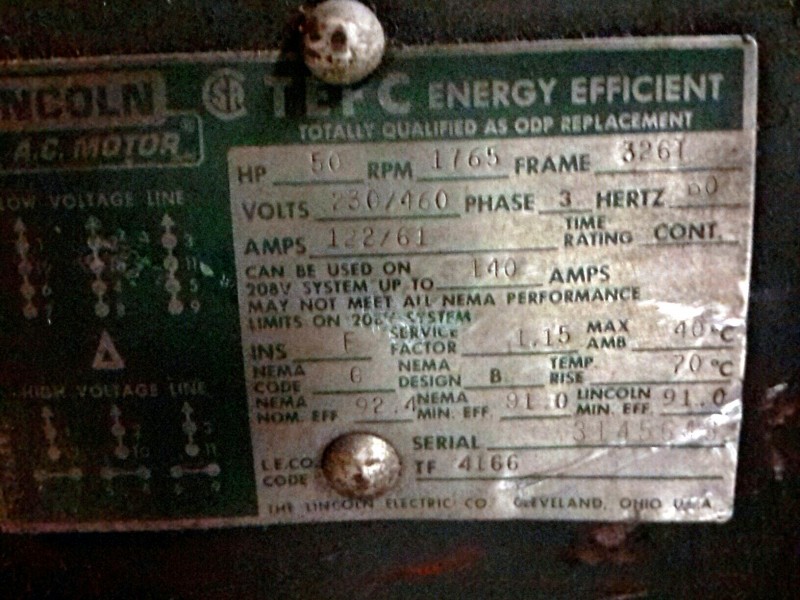 NCOLN SA TEFC ENERGY EFFICIENT
A.C. MOTOR TOTALLY QUALIFIED AS ODP REPLACEMENT
HP 50 RPM 1765 FRAME 326T
LOW VOLTAGE LINE
VOLTS 230/460 PHASE 3 HERTZ 60
AMPS 122/61 TIME RATING CONT.
CAN BE USED ON
208V SYSTEM UP TO 140 AMPS
MAY NOT MEET ALL NEMA PERFORMANCE
LIMITS ON 208V SYSTEM
INS F SERVICE FACTOR 1.15 MAX AMB 40°C
NEMA CODE G NEMA DESIGN B TEMP RISE 70°C
HIGH VOLTAGE LINE
NEMA NOM. EFF 92.4 NEMA MIN. EFF. 91.0 LINCOLN MIN. EFF. 91.0
SERIAL
L.E.CO. CODE TF 4166
THE LINCOLN ELECTRIC CO. CLEVELAND, OHIO U.S.A.